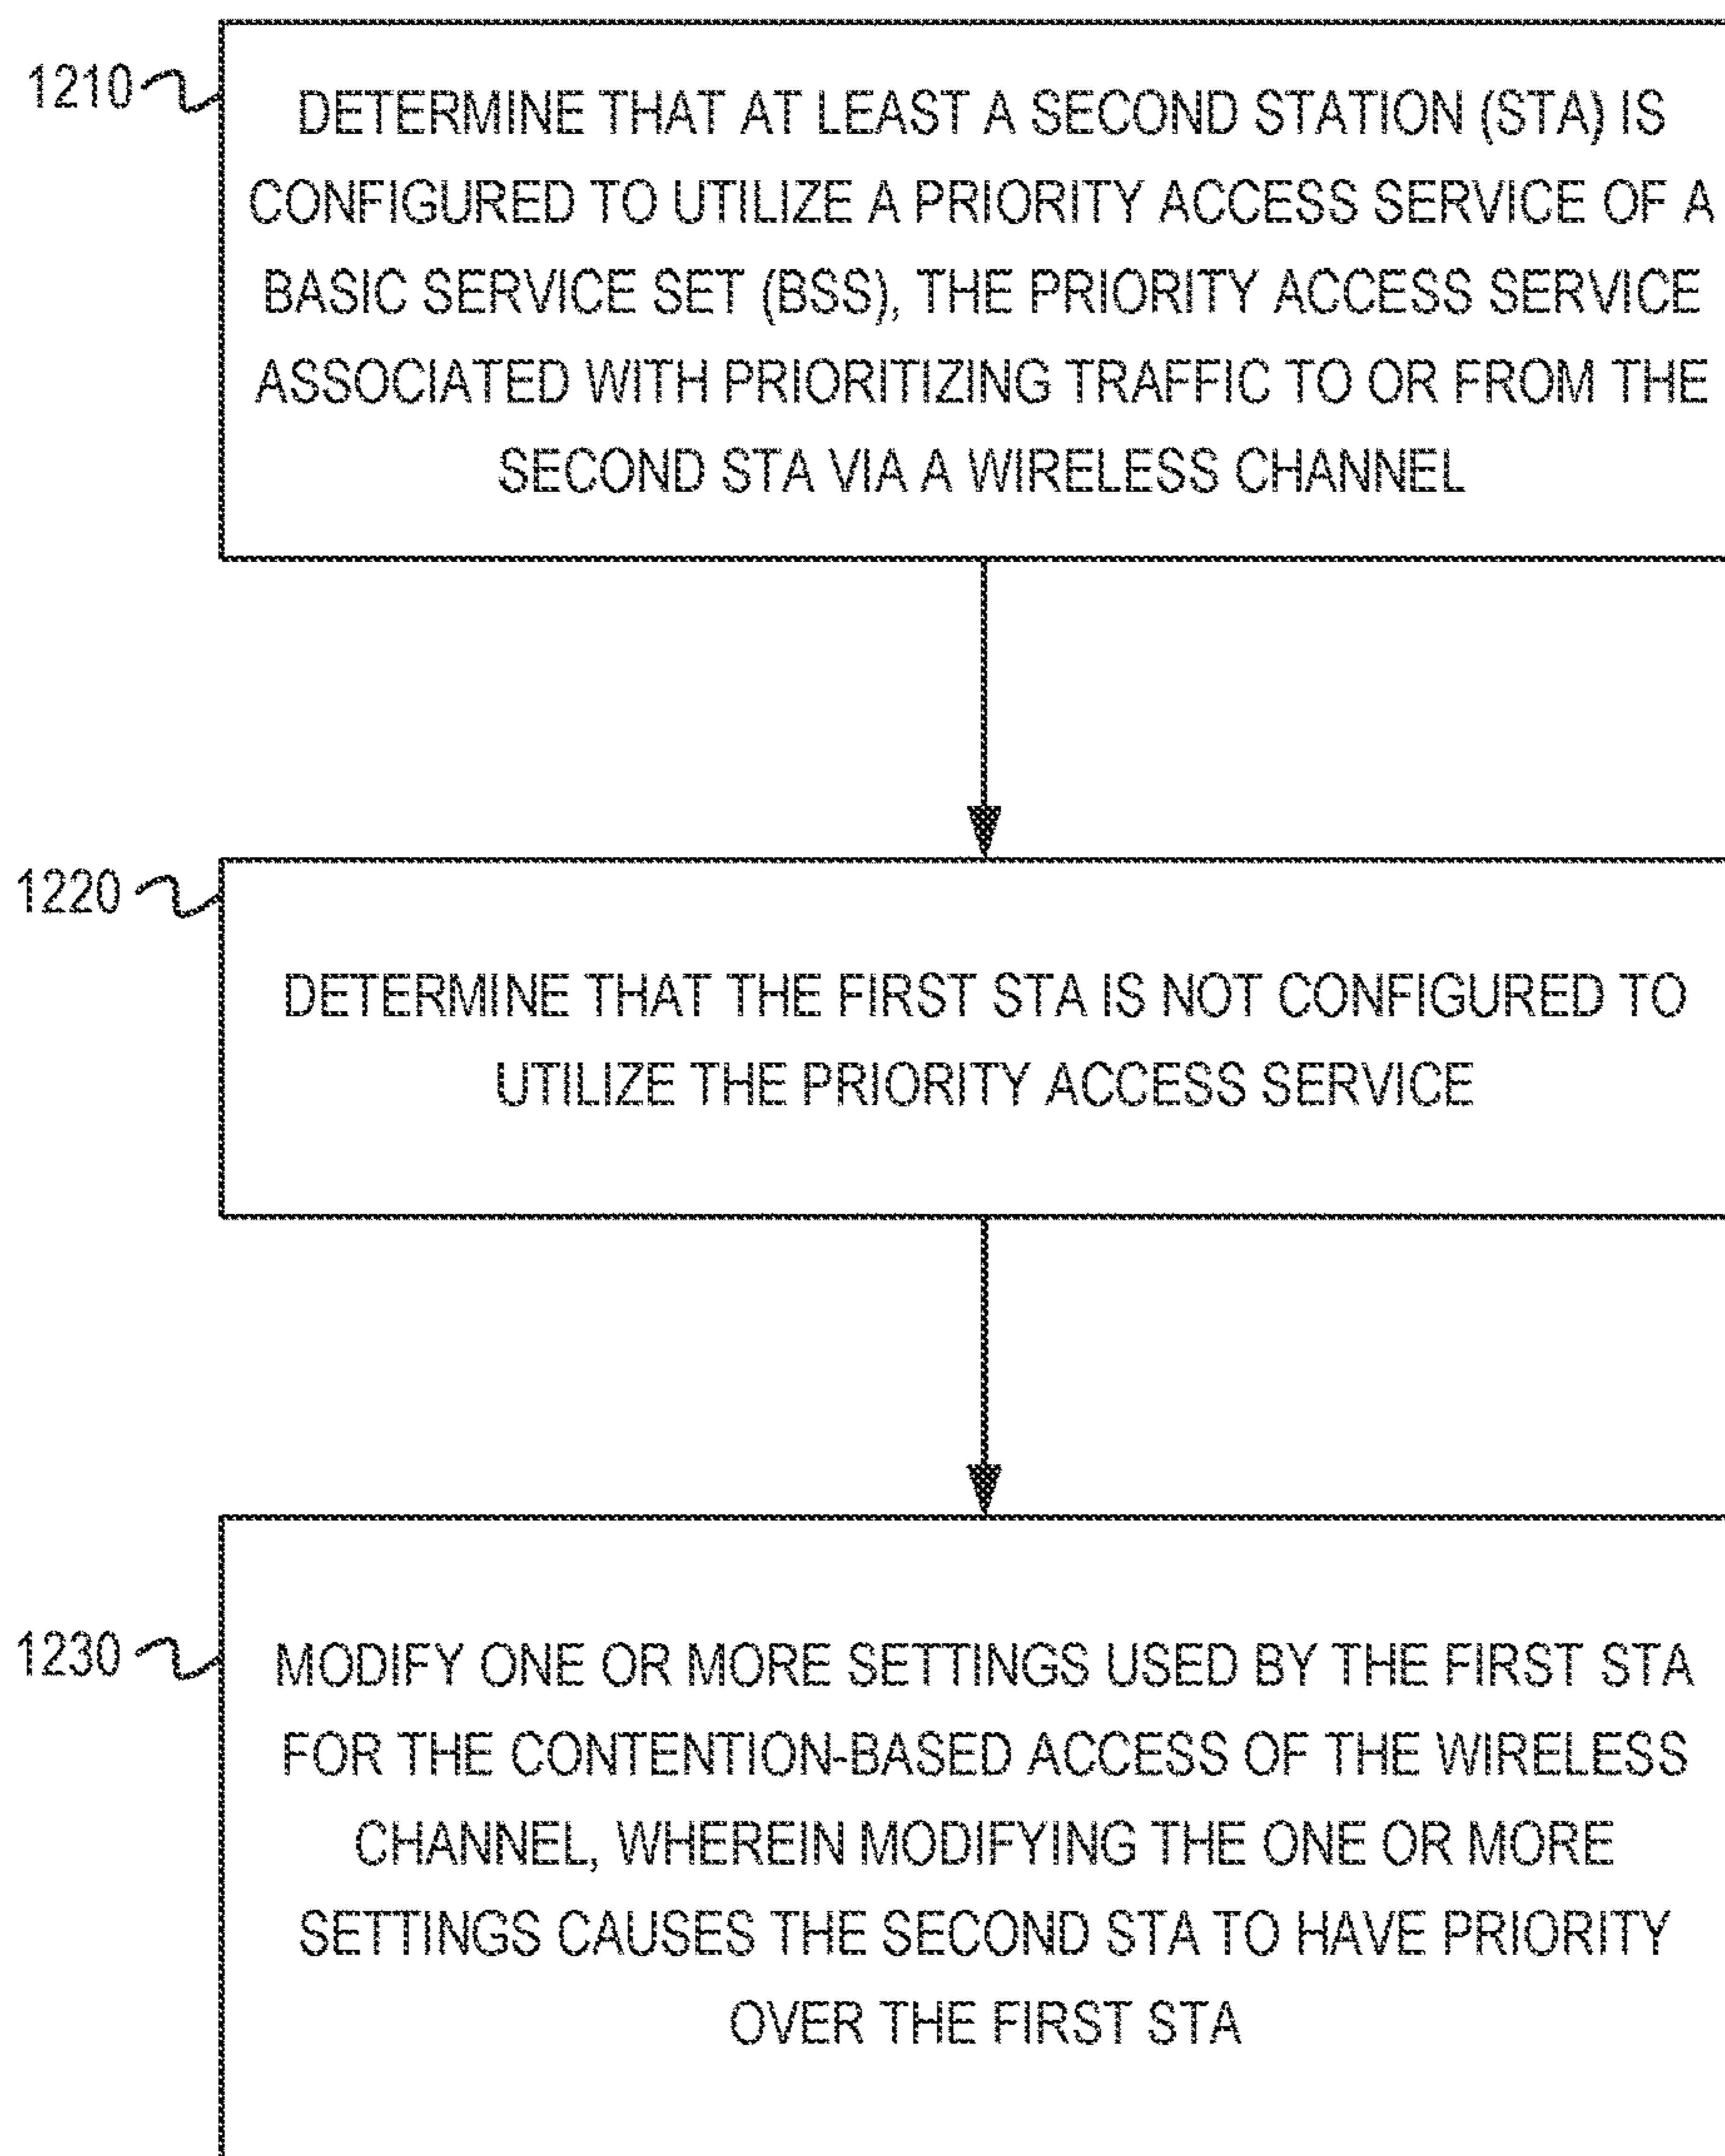 1210
DETERMINE THAT AT LEAST A SECOND STATION (STA) IS
CONFIGURED TO UTILIZE A PRIORITY ACCESS SERVICE OF A
BASIC SERVICE SET (BSS), THE PRIORITY ACCESS SERVICE
ASSOCIATED WITH PRIORITIZING TRAFFIC TO OR FROM THE
SECOND STA VIA A WIRELESS CHANNEL
1220
DETERMINE THAT THE FIRST STA IS NOT CONFIGURED TO
UTILIZE THE PRIORITY ACCESS SERVICE
1230
MODIFY ONE OR MORE SETTINGS USED BY THE FIRST STA
FOR THE CONTENTION-BASED ACCESS OF THE WIRELESS
CHANNEL, WHEREIN MODIFYING THE ONE OR MORE
SETTINGS CAUSES THE SECOND STA TO HAVE PRIORITY
OVER THE FIRST STA